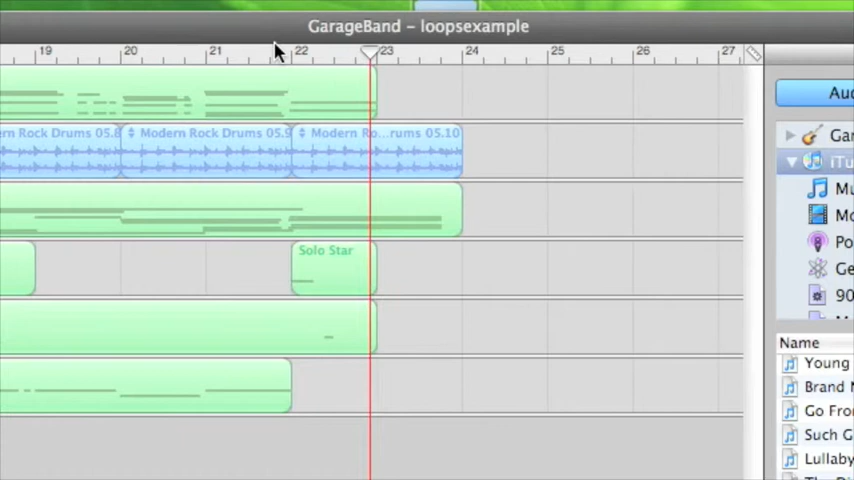 GarageBand – loopsexample
19 20 21 22 23 24 25 26 27
Aud
ern Rock Drums 05.8
Modern Rock Drums 05.9
Modern Ro...rums 05.10
Solo Star
Gar
iTu
Mu
Mo
Po
Ge
90
Name
Young
Brand
Go Fro
Such G
Lullaby